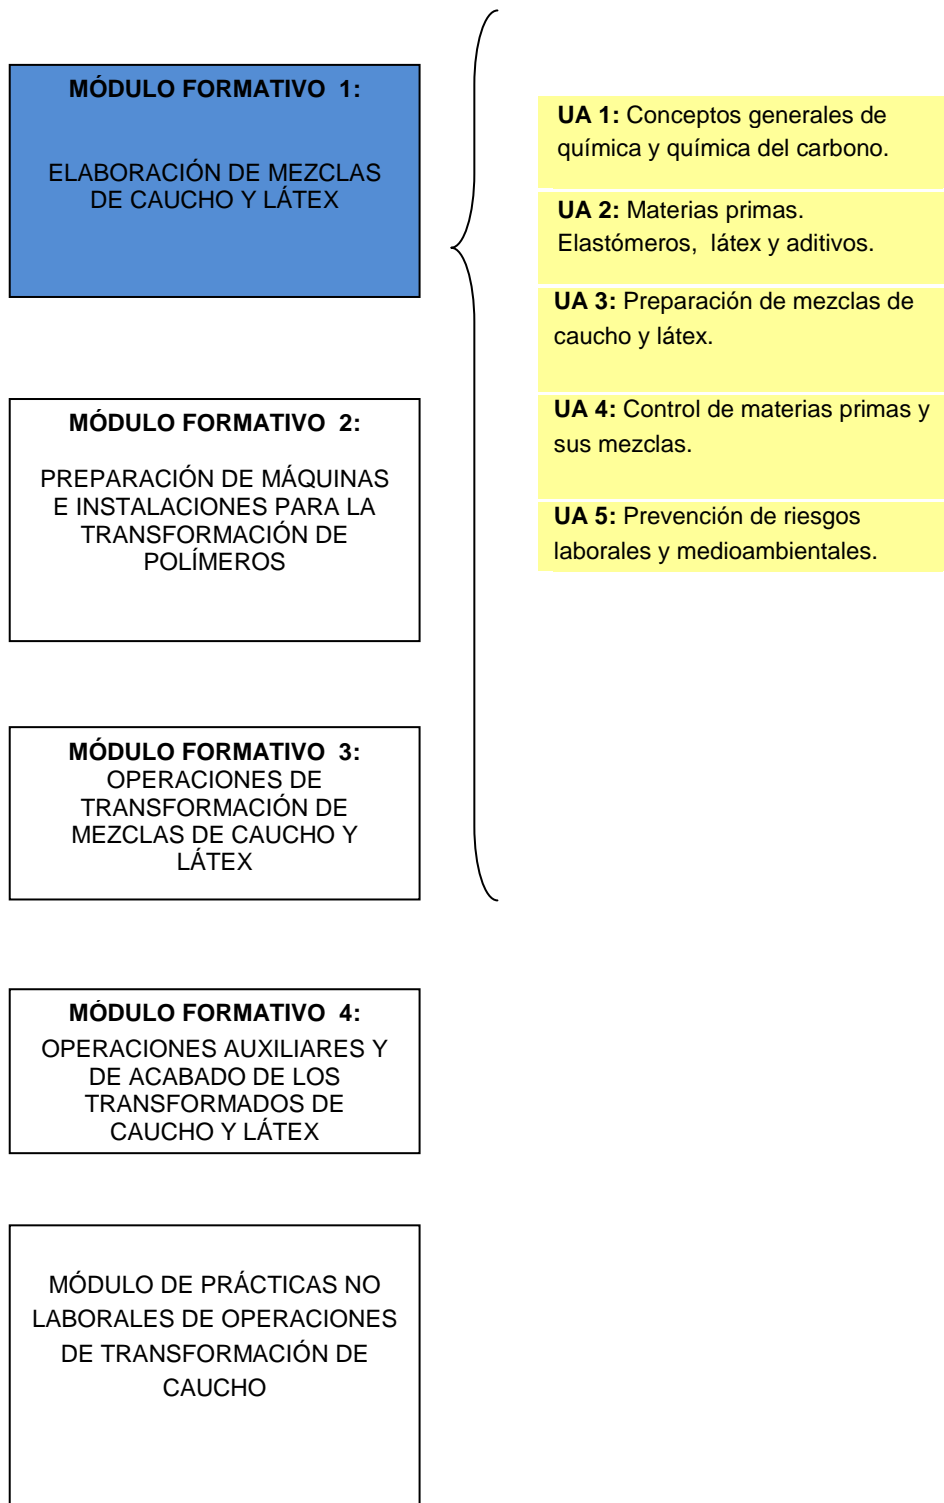 MÓDULO FORMATIVO 1:
ELABORACIÓN DE MEZCLAS
DE CAUCHO Y LÁTEX
UA 1: Conceptos generales de
química y química del carbono.
UA 2: Materias primas.
Elastómeros, látex y aditivos.
UA 3: Preparación de mezclas de
caucho y látex.
UA 4: Control de materias primas y
sus mezclas.
UA 5: Prevención de riesgos
laborales y medioambientales.
MÓDULO FORMATIVO 2:
PREPARACIÓN DE MÁQUINAS
E INSTALACIONES PARA LA
TRANSFORMACIÓN DE
POLÍMEROS
MÓDULO FORMATIVO 3:
OPERACIONES DE
TRANSFORMACIÓN DE
MEZCLAS DE CAUCHO Y
LÁTEX
MÓDULO FORMATIVO 4:
OPERACIONES AUXILIARES Y
DE ACABADO DE LOS
TRANSFORMADOS DE
CAUCHO Y LÁTEX
MÓDULO DE PRÁCTICAS NO
LABORALES DE OPERACIONES
DE TRANSFORMACIÓN DE
CAUCHO